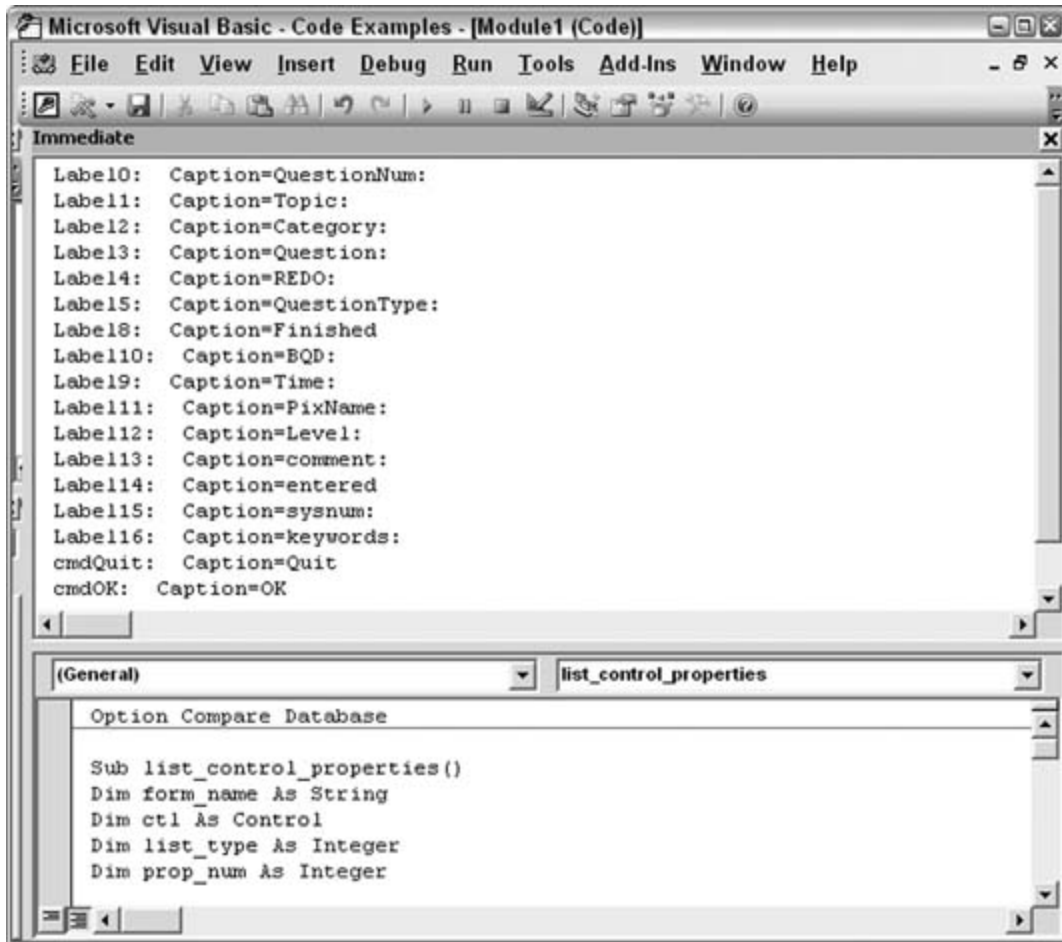 Microsoft Visual Basic - Code Examples - [Module1 (Code)]
File Edit View Insert Debug Run Tools Add-Ins Window Help
Immediate
Label0:  Caption=QuestionNum:
Label1:  Caption=Topic:
Label2:  Caption=Category:
Label3:  Caption=Question:
Label4:  Caption=REDO:
Label5:  Caption=QuestionType:
Label8:  Caption=Finished
Label10:  Caption=BQD:
Label9:  Caption=Time:
Label11:  Caption=PixName:
Label12:  Caption=Level:
Label13:  Caption=comment:
Label14:  Caption=entered
Label15:  Caption=sysnum:
Label16:  Caption=keywords:
cmdQuit:  Caption=Quit
cmdOK:  Caption=OK
(General) list_control_properties
Option Compare Database
Sub list_control_properties()
Dim form_name As String
Dim ctl As Control
Dim list_type As Integer
Dim prop_num As Integer